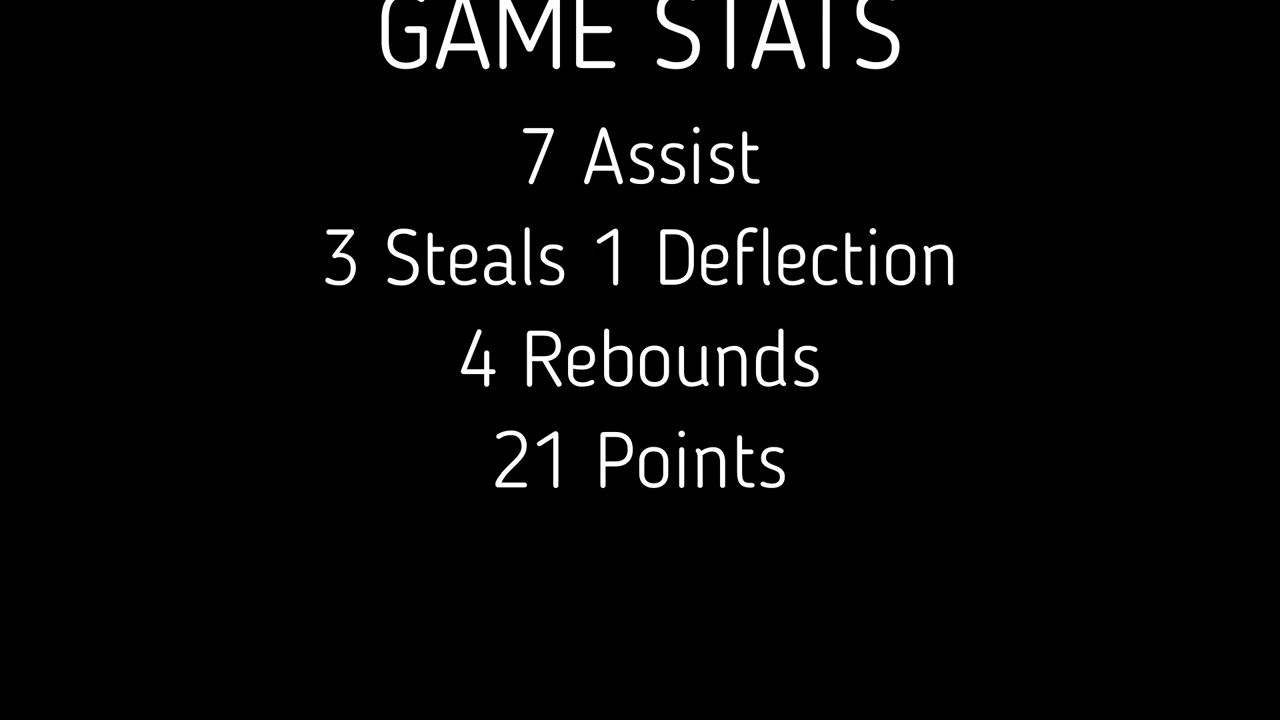 GAME STATS
7 Assist
3 Steals 1 Deflection
4 Rebounds
21 Points